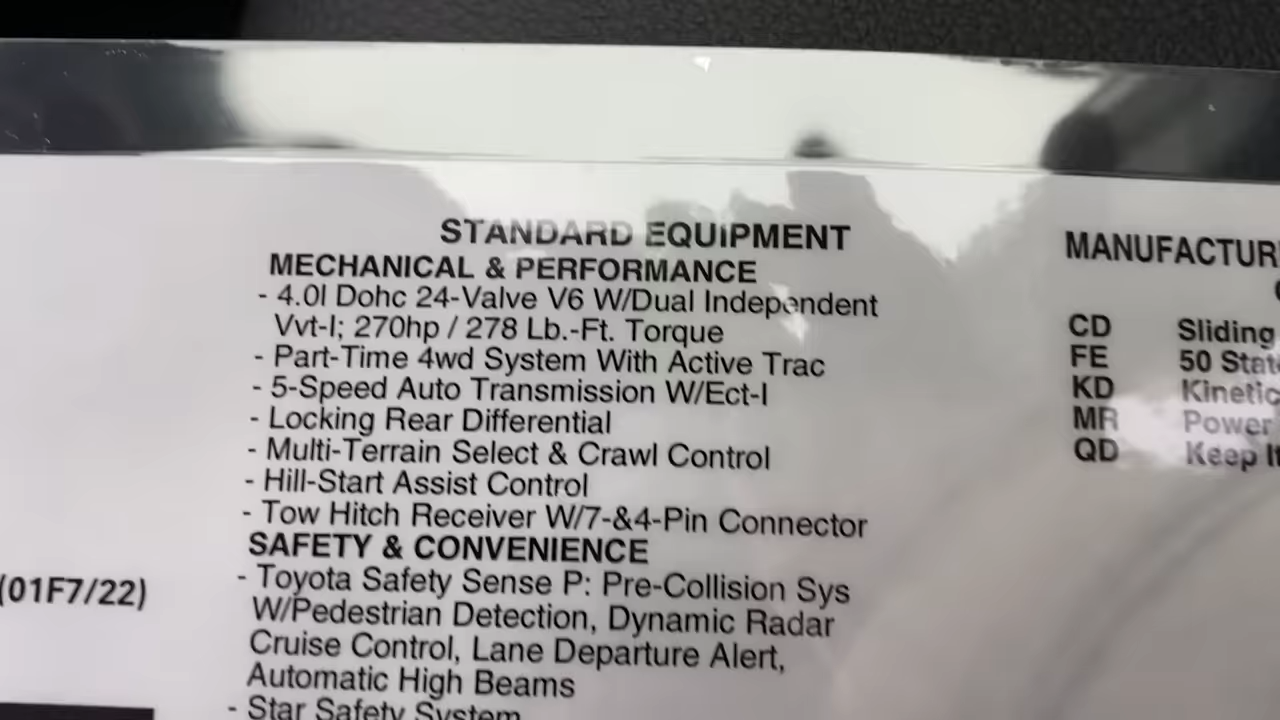 STANDARD EQUIPMENT
MECHANICAL & PERFORMANCE
- 4.0l Dohc 24-Valve V6 W/Dual Independent
Vvt-I; 270hp / 278 Lb.-Ft. Torque
- Part-Time 4wd System With Active Trac
- 5-Speed Auto Transmission W/Ect-I
- Locking Rear Differential
- Multi-Terrain Select & Crawl Control
- Hill-Start Assist Control
- Tow Hitch Receiver W/7-&4-Pin Connector
SAFETY & CONVENIENCE
- Toyota Safety Sense P: Pre-Collision Sys
W/Pedestrian Detection, Dynamic Radar
Cruise Control, Lane Departure Alert,
Automatic High Beams
- Star Safety System
(01F7/22)
MANUFACTUR
CD Sliding
FE 50 Stat
KD Kinetic
MR Power
QD Keep It